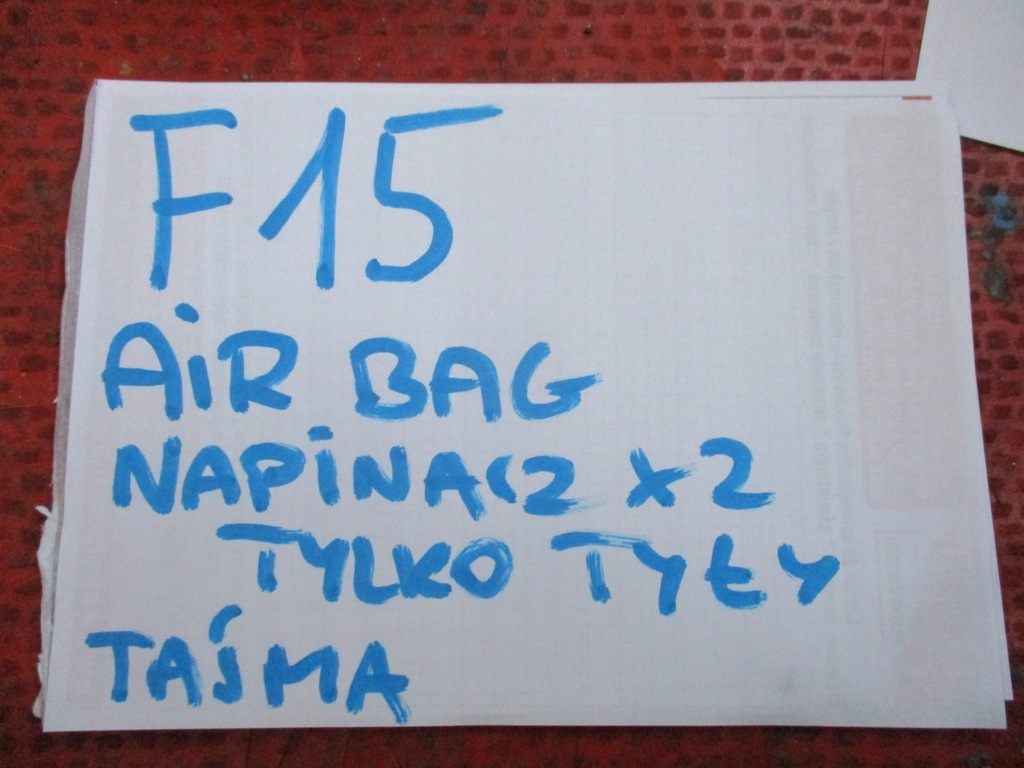 F15
AiR BAG
NAPiNACZ x2
TYLKO TYŁY
TAŚMA